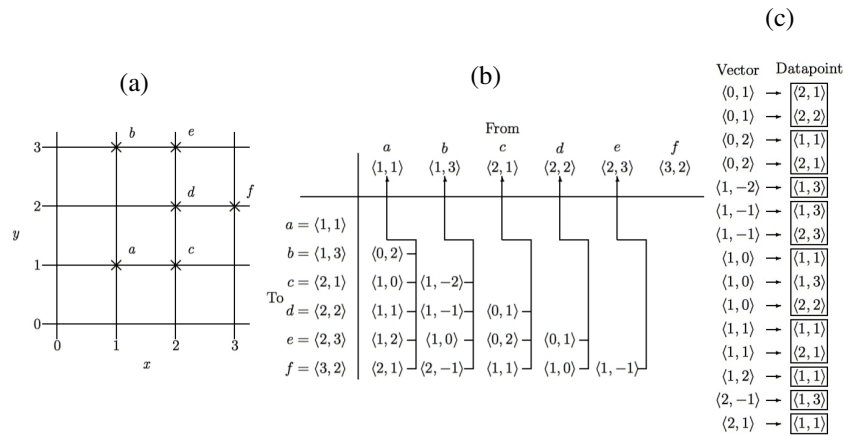 (a)
b e
3
d f
2
y
a c
1
0
0 1 2 3
x
(b)
From
a b c d e f
⟨1, 1⟩ ⟨1, 3⟩ ⟨2, 1⟩ ⟨2, 2⟩ ⟨2, 3⟩ ⟨3, 2⟩
a = ⟨1, 1⟩
b = ⟨1, 3⟩ ⟨0, 2⟩
c = ⟨2, 1⟩ ⟨1, 0⟩ ⟨1, −2⟩
To
d = ⟨2, 2⟩ ⟨1, 1⟩ ⟨1, −1⟩ ⟨0, 1⟩
e = ⟨2, 3⟩ ⟨1, 2⟩ ⟨1, 0⟩ ⟨0, 2⟩ ⟨0, 1⟩
f = ⟨3, 2⟩ ⟨2, 1⟩ ⟨2, −1⟩ ⟨1, 1⟩ ⟨1, 0⟩ ⟨1, −1⟩
(c)
Vector Datapoint
⟨0, 1⟩ → ⟨2, 1⟩
⟨0, 1⟩ → ⟨2, 2⟩
⟨0, 2⟩ → ⟨1, 1⟩
⟨0, 2⟩ → ⟨2, 1⟩
⟨1, −2⟩ → ⟨1, 3⟩
⟨1, −1⟩ → ⟨1, 3⟩
⟨1, −1⟩ → ⟨2, 3⟩
⟨1, 0⟩ → ⟨1, 1⟩
⟨1, 0⟩ → ⟨1, 3⟩
⟨1, 0⟩ → ⟨2, 2⟩
⟨1, 1⟩ → ⟨1, 1⟩
⟨1, 1⟩ → ⟨2, 1⟩
⟨1, 2⟩ → ⟨1, 1⟩
⟨2, −1⟩ → ⟨1, 3⟩
⟨2, 1⟩ → ⟨1, 1⟩